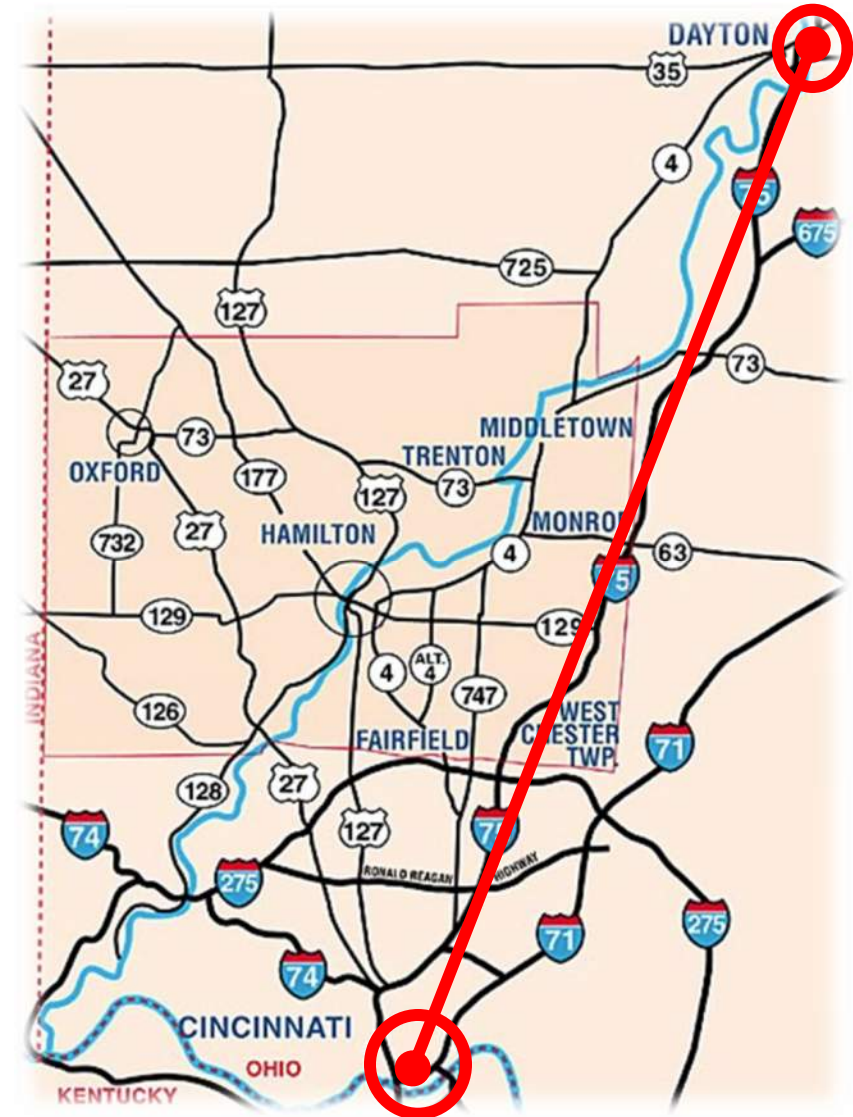 DAYTON
35
4
75
675
725
127
73
27
MIDDLETOWN
73
TRENTON
OXFORD
177
73
127
27
HAMILTON
MONRO
732
4
63
75
129
129
INDIANA
4
ALT.
4
747
126
WEST
CHESTER
TWP.
FAIRFIELD
71
128
27
74
127
75
RONALD REAGAN
HIGHWAY
275
275
71
74
CINCINNATI
OHIO
KENTUCKY